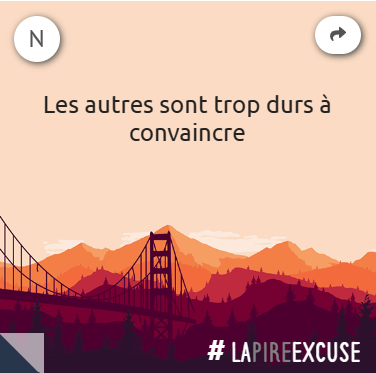 N
Les autres sont trop durs à
convaincre
# LAPIREEXCUSE